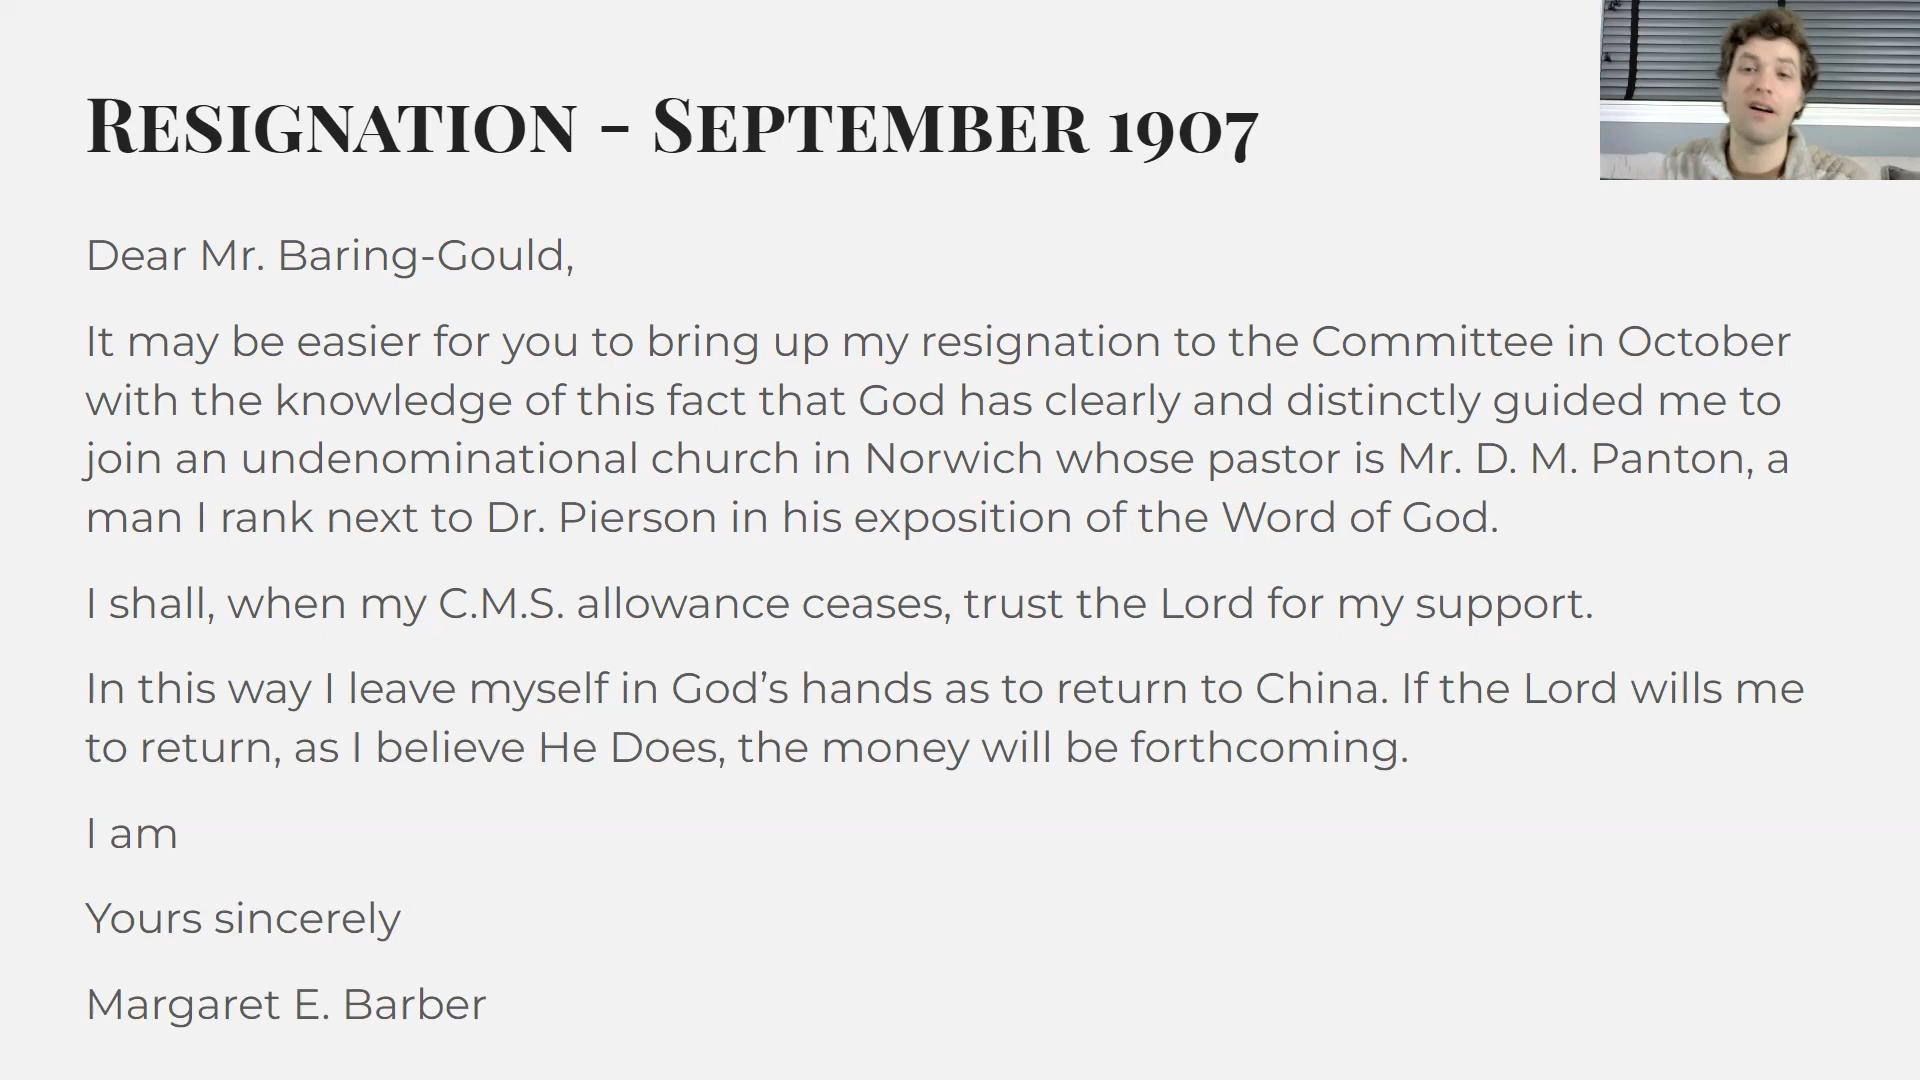 RESIGNATION - SEPTEMBER 1907
Dear Mr. Baring-Gould,
It may be easier for you to bring up my resignation to the Committee in October
with the knowledge of this fact that God has clearly and distinctly guided me to
join an undenominational church in Norwich whose pastor is Mr. D. M. Panton, a
man I rank next to Dr. Pierson in his exposition of the Word of God.
I shall, when my C.M.S. allowance ceases, trust the Lord for my support.
In this way I leave myself in God’s hands as to return to China. If the Lord wills me
to return, as I believe He Does, the money will be forthcoming.
I am
Yours sincerely
Margaret E. Barber